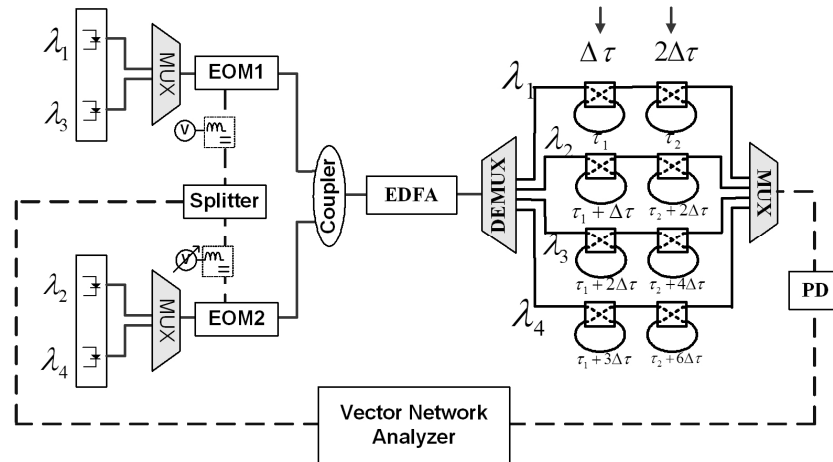 λ₁
λ₃
MUX
EOM1
V
Splitter
V
λ₂
λ₄
MUX
EOM2
Coupler
EDFA
DEMUX
Δτ
2Δτ
λ₁
τ₁
τ₂
λ₂
τ₁ + Δτ
τ₂ + 2Δτ
λ₃
τ₁ + 2Δτ
τ₂ + 4Δτ
λ₄
τ₁ + 3Δτ
τ₂ + 6Δτ
MUX
PD
Vector Network
Analyzer